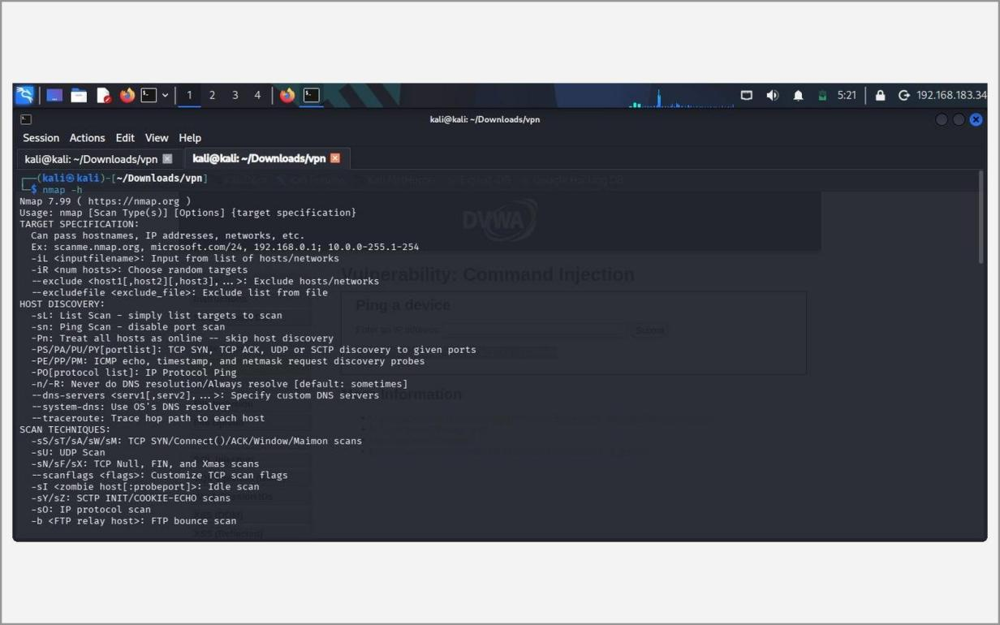 1 2 3 4 5:21 192.168.183.34
kali@kali: ~/Downloads/vpn
Session Actions Edit View Help
kali@kali: ~/Downloads/vpn kali@kali: ~/Downloads/vpn
(kali㉿kali)-[~/Downloads/vpn]
$ nmap -h
Nmap 7.99 ( https://nmap.org )
Usage: nmap [Scan Type(s)] [Options] {target specification}
TARGET SPECIFICATION:
Can pass hostnames, IP addresses, networks, etc.
Ex: scanme.nmap.org, microsoft.com/24, 192.168.0.1; 10.0.0-255.1-254
-iL <inputfilename>: Input from list of hosts/networks
-iR <num hosts>: Choose random targets
--exclude <host1[,host2][,host3],...>: Exclude hosts/networks
--excludefile <exclude_file>: Exclude list from file
HOST DISCOVERY:
-sL: List Scan - simply list targets to scan
-sn: Ping Scan - disable port scan
-Pn: Treat all hosts as online -- skip host discovery
-PS/PA/PU/PY[portlist]: TCP SYN, TCP ACK, UDP or SCTP discovery to given ports
-PE/PP/PM: ICMP echo, timestamp, and netmask request discovery probes
-PO[protocol list]: IP Protocol Ping
-n/-R: Never do DNS resolution/Always resolve [default: sometimes]
--dns-servers <serv1[,serv2],...>: Specify custom DNS servers
--system-dns: Use OS's DNS resolver
--traceroute: Trace hop path to each host
SCAN TECHNIQUES:
-sS/sT/sA/sW/sM: TCP SYN/Connect()/ACK/Window/Maimon scans
-sU: UDP Scan
-sN/sF/sX: TCP Null, FIN, and Xmas scans
--scanflags <flags>: Customize TCP scan flags
-sI <zombie host[:probeport]>: Idle scan
-sY/sZ: SCTP INIT/COOKIE-ECHO scans
-sO: IP protocol scan
-b <FTP relay host>: FTP bounce scan
DVWA
Vulnerability: Command Injection
Ping a device
Enter an IP address: Submit
Information
XSS (Reflected)